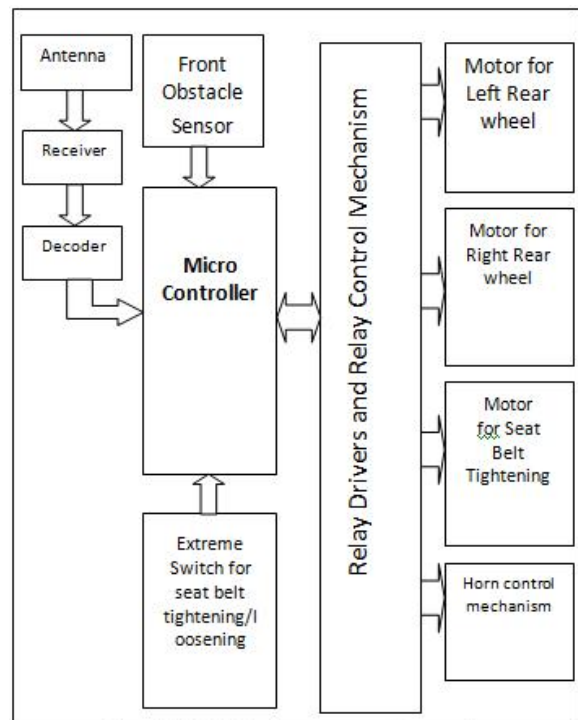 Antenna
Receiver
Decoder
Front
Obstacle
Sensor
Micro
Controller
Extreme
Switch for
seat belt
tightening/l
oosening
Relay Drivers and Relay Control Mechanism
Motor for
Left Rear
wheel
Motor for
Right Rear
wheel
Motor
for Seat
Belt
Tightening
Horn control
mechanism